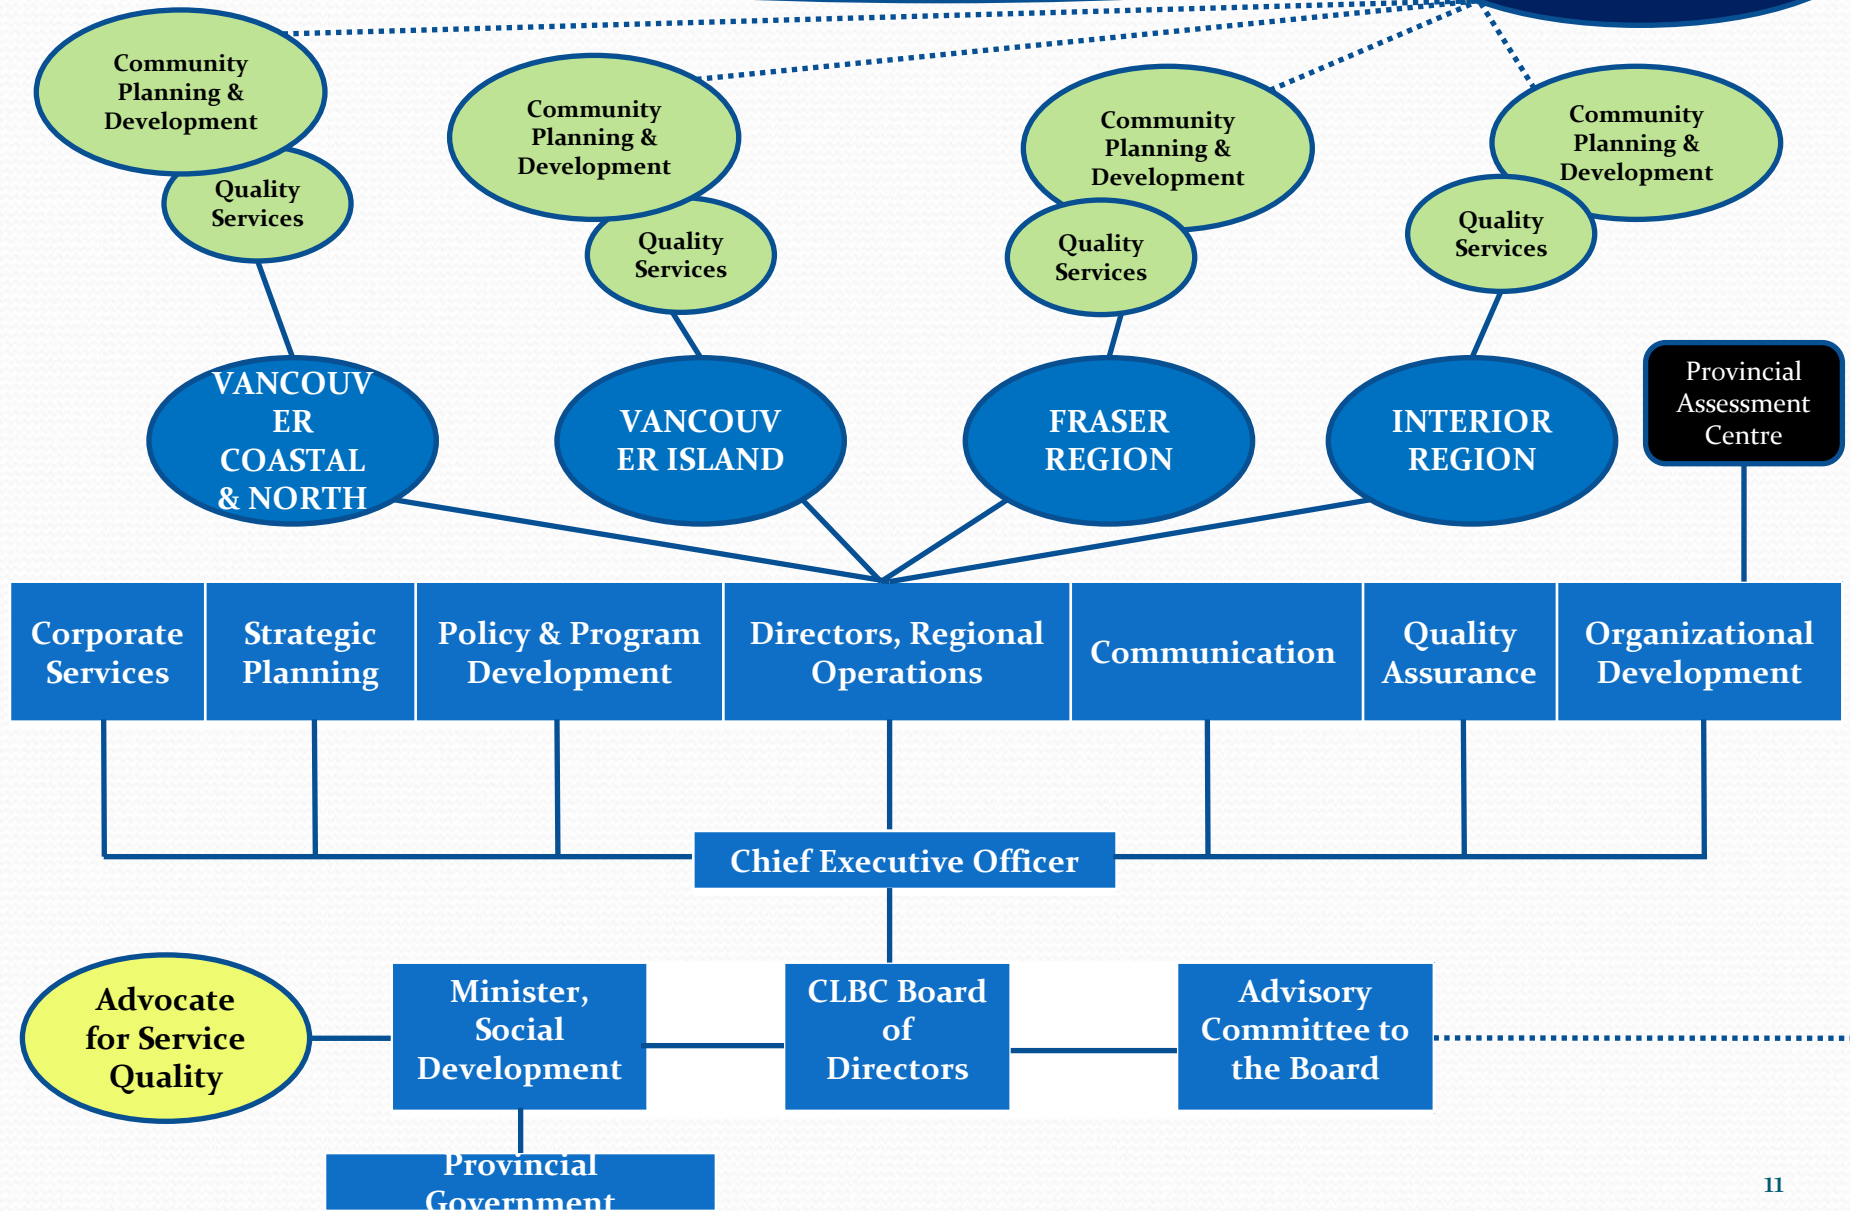 Community
Planning &
Development
Quality
Services
Community
Planning &
Development
Quality
Services
Community
Planning &
Development
Quality
Services
Community
Planning &
Development
Quality
Services
VANCOUV
ER
COASTAL
& NORTH
VANCOUV
ER ISLAND
FRASER
REGION
INTERIOR
REGION
Provincial
Assessment
Centre
Corporate
Services
Strategic
Planning
Policy & Program
Development
Directors, Regional
Operations
Communication
Quality
Assurance
Organizational
Development
Chief Executive Officer
Advocate
for Service
Quality
Minister,
Social
Development
CLBC Board
of
Directors
Advisory
Committee to
the Board
Provincial
Government
11